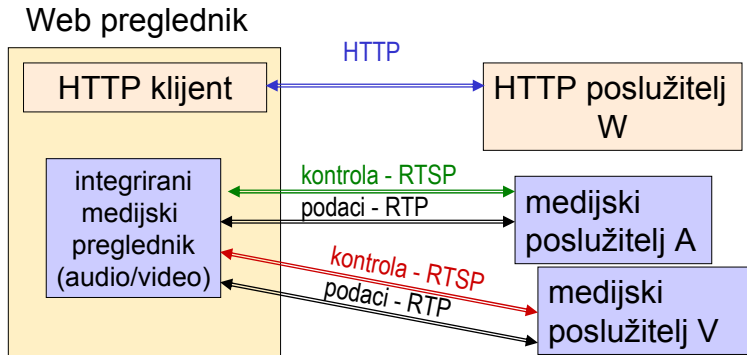 Web preglednik
HTTP
HTTP klijent
HTTP poslužitelj
W
integrirani
medijski
preglednik
(audio/video)
kontrola - RTSP
podaci - RTP
medijski
poslužitelj A
kontrola - RTSP
podaci - RTP
medijski
poslužitelj V